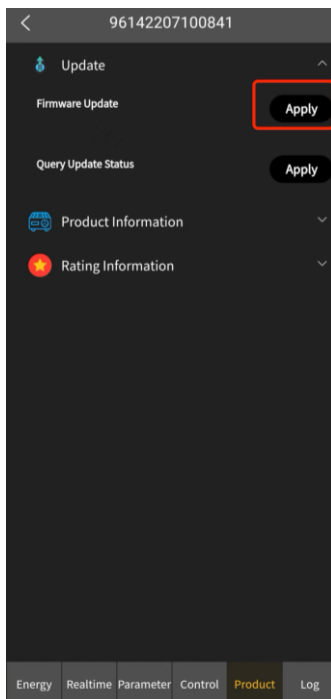 96142207100841
Update
Firmware Update
Apply
Query Update Status
Apply
Product Information
Rating Information
Energy Realtime Parameter Control Product Log